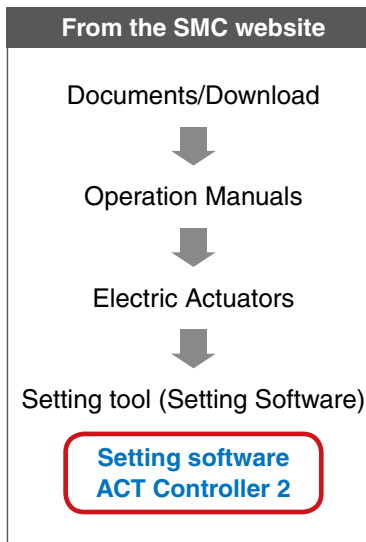 From the SMC website
Documents/Download
Operation Manuals
Electric Actuators
Setting tool (Setting Software)
Setting software
ACT Controller 2